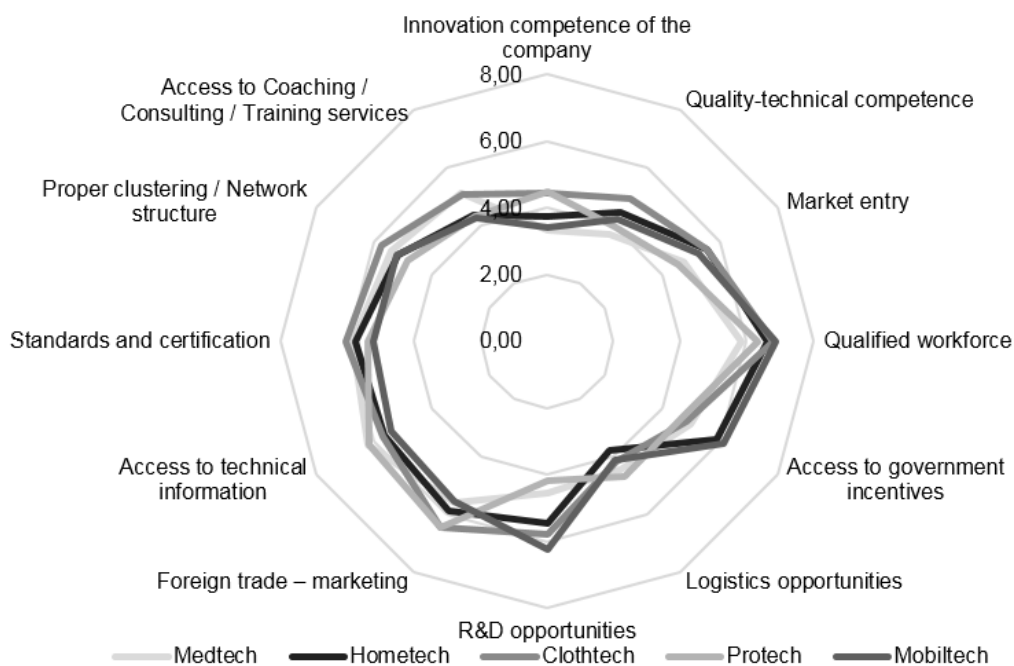 Innovation competence of the
company
8,00
Access to Coaching /
Consulting / Training services
Quality-technical competence
6,00
Proper clustering / Network
structure
4,00
Market entry
2,00
Standards and certification
0,00
Qualified workforce
Access to technical
information
Access to government
incentives
Foreign trade – marketing
Logistics opportunities
R&D opportunities
Medtech
Hometech
Clothtech
Protech
Mobiltech